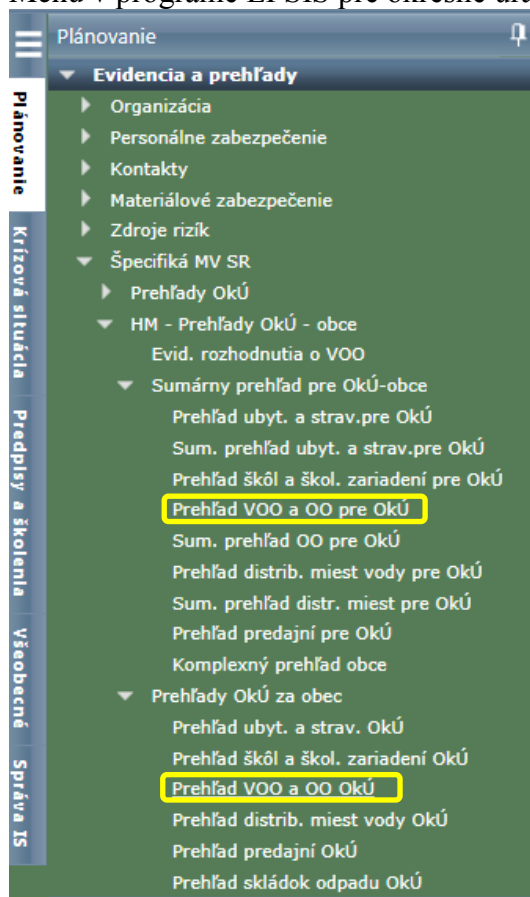 Plánovanie
Evidencia a prehľady
Organizácia
Personálne zabezpečenie
Kontakty
Materiálové zabezpečenie
Zdroje rizík
Špecifiká MV SR
Prehľady OkÚ
HM - Prehľady OkÚ - obce
Evid. rozhodnutia o VOO
Sumárny prehľad pre OkÚ-obce
Prehľad ubyt. a strav.pre OkÚ
Sum. prehľad ubyt. a strav.pre OkÚ
Prehľad škôl a škol. zariadení pre OkÚ
Prehľad VOO a OO pre OkÚ
Sum. prehľad OO pre OkÚ
Prehľad distrib. miest vody pre OkÚ
Sum. prehľad distr. miest pre OkÚ
Prehľad predajní pre OkÚ
Komplexný prehľad obce
Prehľady OkÚ za obec
Prehľad ubyt. a strav. OkÚ
Prehľad škôl a škol. zariadení OkÚ
Prehľad VOO a OO OkÚ
Prehľad distrib. miest vody OkÚ
Prehľad predajní OkÚ
Prehľad skládok odpadu OkÚ
Plánovanie
Krízová situácia
Predpisy a školenia
Všeobecné
Správa IS